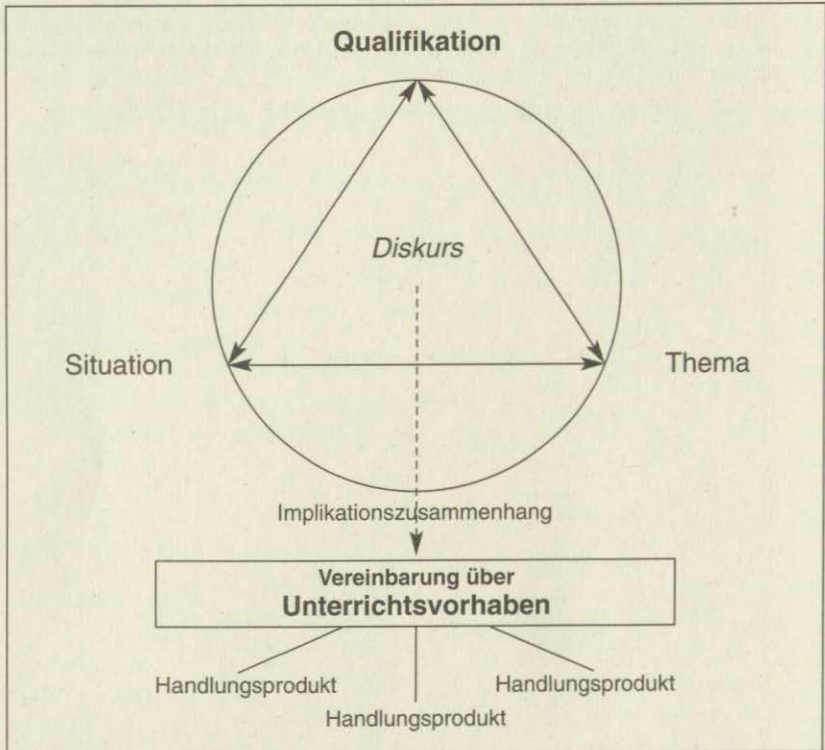 Qualifikation
Diskurs
Situation
Thema
Implikationszusammenhang
Vereinbarung über
Unterrichtsvorhaben
Handlungsprodukt
Handlungsprodukt
Handlungsprodukt